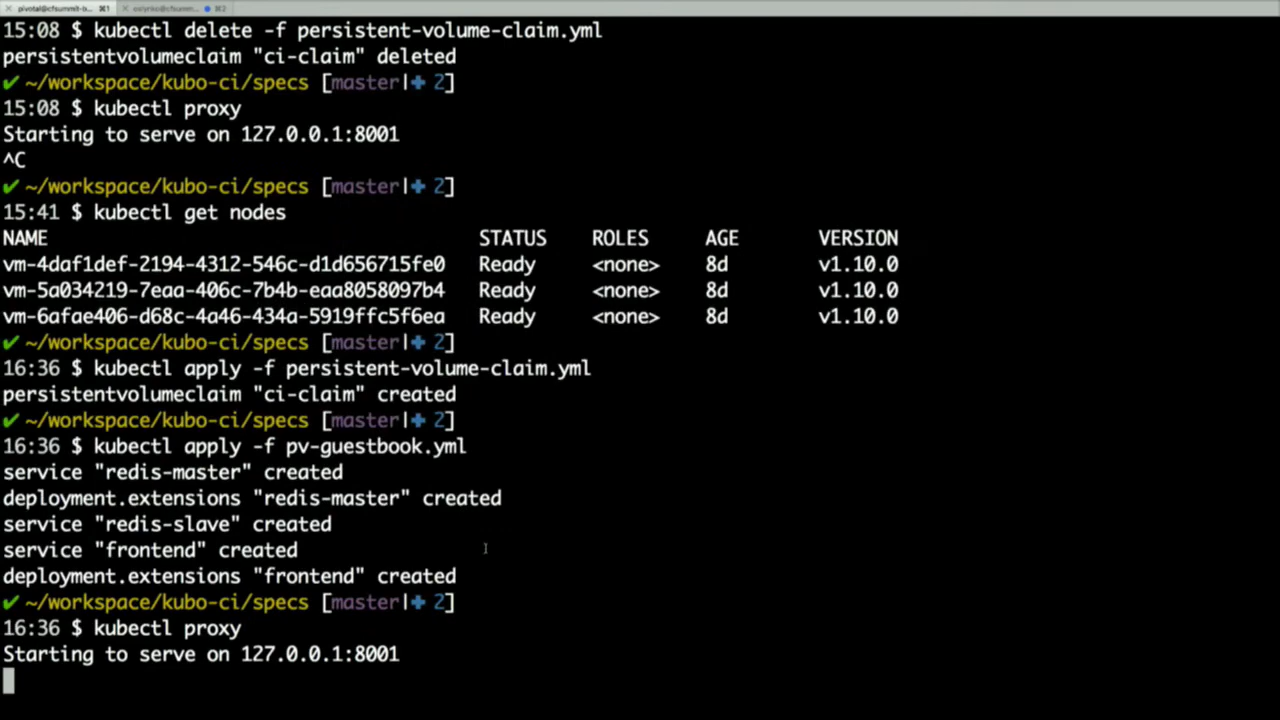 pivotal@cfsummit-b... ⌘1 ⌘2
15:08 $ kubectl delete -f persistent-volume-claim.yml
persistentvolumeclaim "ci-claim" deleted
✔ ~/workspace/kubo-ci/specs [master|✚ 2]
15:08 $ kubectl proxy
Starting to serve on 127.0.0.1:8001
^C
✔ ~/workspace/kubo-ci/specs [master|✚ 2]
15:41 $ kubectl get nodes
NAME STATUS ROLES AGE VERSION
vm-4daf1def-2194-4312-546c-d1d656715fe0 Ready <none> 8d v1.10.0
vm-5a034219-7eaa-406c-7b4b-eaa8058097b4 Ready <none> 8d v1.10.0
vm-6afae406-d68c-4a46-434a-5919ffc5f6ea Ready <none> 8d v1.10.0
✔ ~/workspace/kubo-ci/specs [master|✚ 2]
16:36 $ kubectl apply -f persistent-volume-claim.yml
persistentvolumeclaim "ci-claim" created
✔ ~/workspace/kubo-ci/specs [master|✚ 2]
16:36 $ kubectl apply -f pv-guestbook.yml
service "redis-master" created
deployment.extensions "redis-master" created
service "redis-slave" created
service "frontend" created
deployment.extensions "frontend" created
✔ ~/workspace/kubo-ci/specs [master|✚ 2]
16:36 $ kubectl proxy
Starting to serve on 127.0.0.1:8001